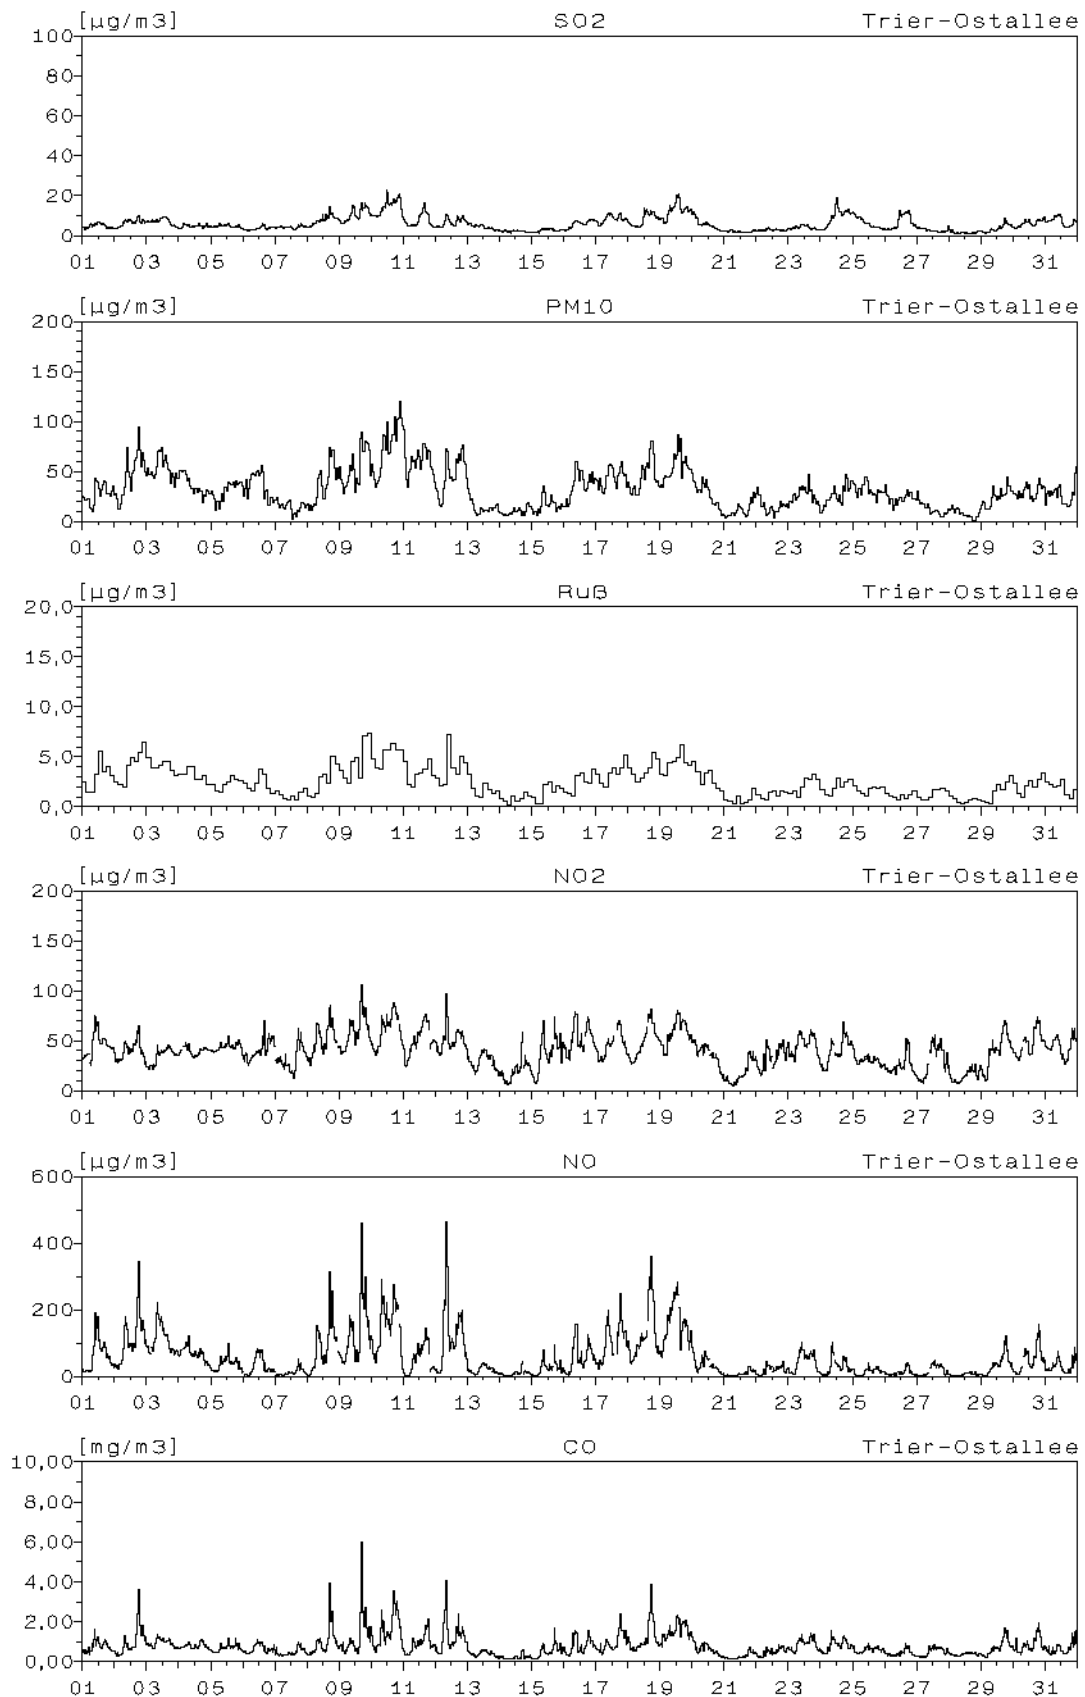 [µg/m3] SO2 Trier-Ostallee
100
80
60
40
20
0
01 03 05 07 09 11 13 15 17 19 21 23 25 27 29 31
[µg/m3] PM10 Trier-Ostallee
200
150
100
50
0
01 03 05 07 09 11 13 15 17 19 21 23 25 27 29 31
[µg/m3] Ruß Trier-Ostallee
20,0
15,0
10,0
5,0
0,0
01 03 05 07 09 11 13 15 17 19 21 23 25 27 29 31
[µg/m3] NO2 Trier-Ostallee
200
150
100
50
0
01 03 05 07 09 11 13 15 17 19 21 23 25 27 29 31
[µg/m3] NO Trier-Ostallee
600
400
200
0
01 03 05 07 09 11 13 15 17 19 21 23 25 27 29 31
[mg/m3] CO Trier-Ostallee
10,00
8,00
6,00
4,00
2,00
0,00
01 03 05 07 09 11 13 15 17 19 21 23 25 27 29 31